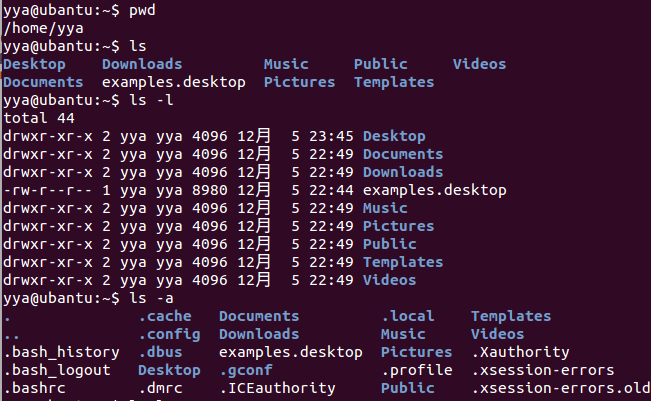 yya@ubantu:~$ pwd
/home/yya
yya@ubantu:~$ ls
Desktop    Downloads         Music     Public     Videos
Documents  examples.desktop  Pictures  Templates
yya@ubantu:~$ ls -l
total 44
drwxr-xr-x 2 yya yya 4096 12月  5 23:45 Desktop
drwxr-xr-x 2 yya yya 4096 12月  5 22:49 Documents
drwxr-xr-x 2 yya yya 4096 12月  5 22:49 Downloads
-rw-r--r-- 1 yya yya 8980 12月  5 22:44 examples.desktop
drwxr-xr-x 2 yya yya 4096 12月  5 22:49 Music
drwxr-xr-x 2 yya yya 4096 12月  5 22:49 Pictures
drwxr-xr-x 2 yya yya 4096 12月  5 22:49 Public
drwxr-xr-x 2 yya yya 4096 12月  5 22:49 Templates
drwxr-xr-x 2 yya yya 4096 12月  5 22:49 Videos
yya@ubantu:~$ ls -a
.              .cache   Documents         .local    Templates
..             .config  Downloads         Music     Videos
.bash_history  .dbus    examples.desktop  Pictures  .Xauthority
.bash_logout   Desktop  .gconf            .profile  .xsession-errors
.bashrc        .dmrc    .ICEauthority     Public    .xsession-errors.old